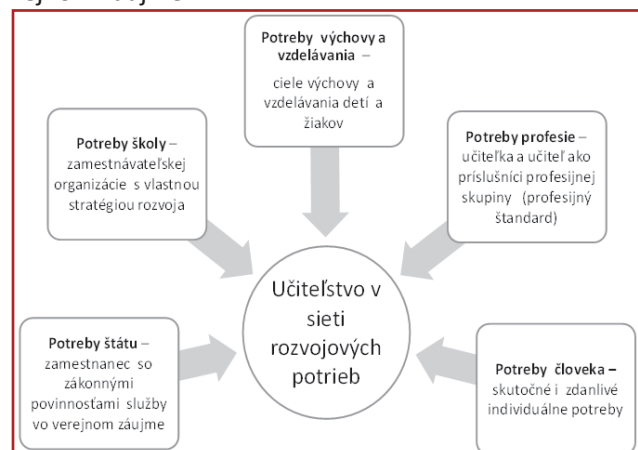 Potreby výchovy a
vzdelávania –
ciele výchovy a
vzdelávania detí a
žiakov
Potreby školy –
zamestnávateľskej
organizácie s vlastnou
stratégiou rozvoja
Potreby profesie –
učiteľka a učiteľ ako
príslušníci profesijnej
skupiny (profesijný
štandard)
Učiteľstvo v
sieti
rozvojových
potrieb
Potreby štátu –
zamestnanec so
zákonnými
povinnosťami služby
vo verejnom záujme
Potreby človeka –
skutočné i zdanlivé
individuálne potreby